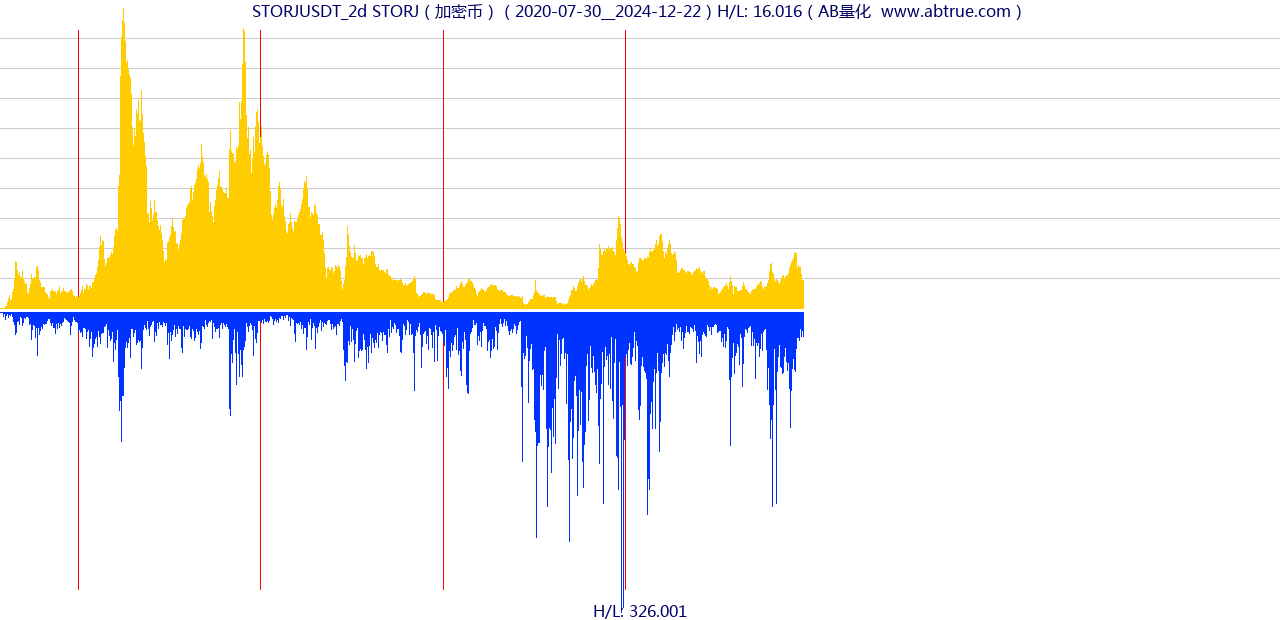 STORJUSDT_2d STORJ ( 加密币 ) ( 2020-07-30__2024-12-22 ) H/L: 16.016 ( AB量化  www.abtrue.com )
H/L: 326.001